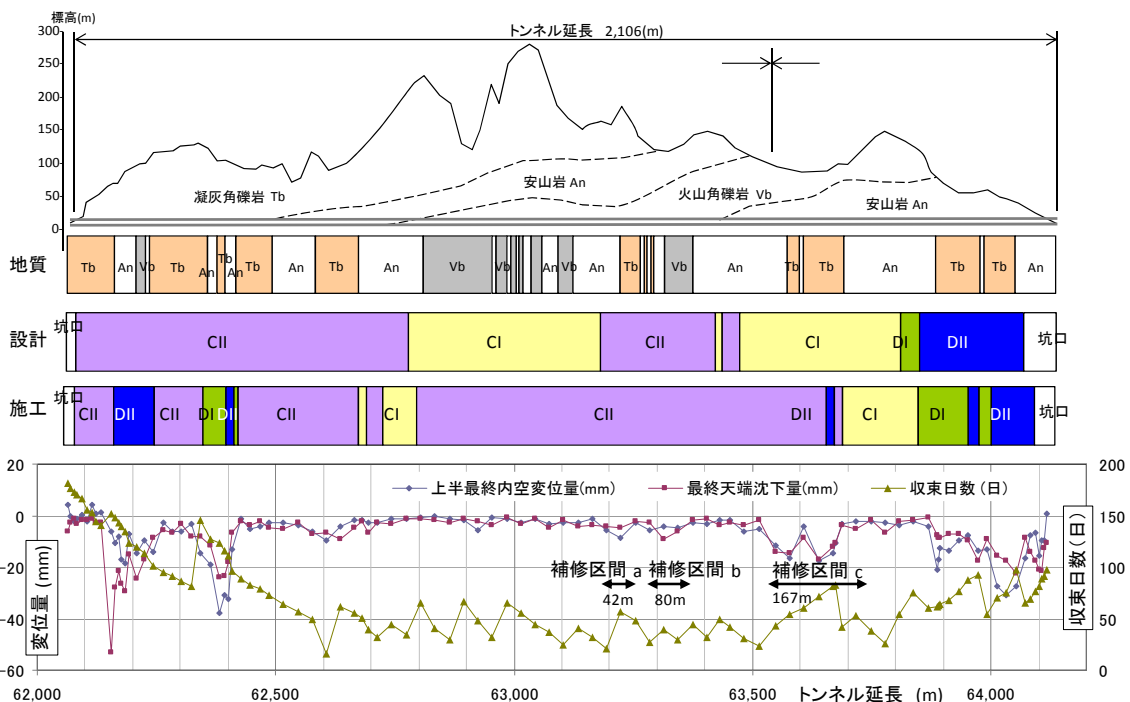 標高(m)
トンネル延長 2,106(m)
300
250
200
150
100
50
0
凝灰角礫岩 Tb
安山岩 An
火山角礫岩 Vb
安山岩 An
地質
Tb
An
Vb
Tb
An
Tb
An
Tb
An
Tb
An
Vb
Vb
An
Vb
An
Tb
Vb
An
Tb
Tb
An
Tb
Tb
An
設計
坑口
CII
CI
CII
CI
DI
DII
坑口
施工
坑口
CII
DII
CII
DI
DII
CII
CI
CII
DII
CI
DI
DII
坑口
上半最終内空変位量(mm)
最終天端沈下量(mm)
収束日数(日)
20
0
-20
-40
-60
変位量 (mm)
200
150
100
50
0
収束日数(日)
補修区間 a
42m
補修区間 b
80m
補修区間 c
167m
62,000
62,500
63,000
63,500
64,000
トンネル延長 (m)